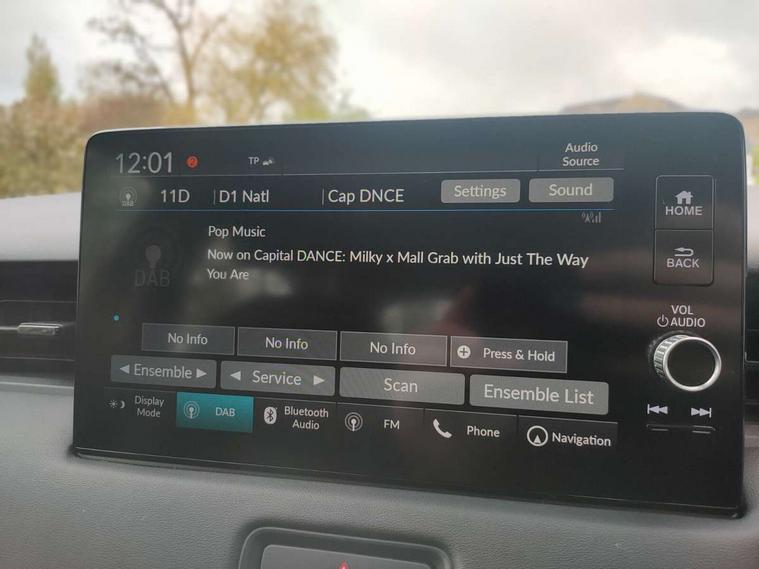 12:01
2
TP
Audio
Source
DAB
11D
D1 Natl
Cap DNCE
Settings
Sound
HOME
BACK
Pop Music
Now on Capital DANCE: Milky x Mall Grab with Just The Way
You Are
DAB
VOL
AUDIO
No Info
No Info
No Info
Press & Hold
Ensemble
Service
Scan
Ensemble List
Display
Mode
DAB
Bluetooth
Audio
FM
Phone
Navigation